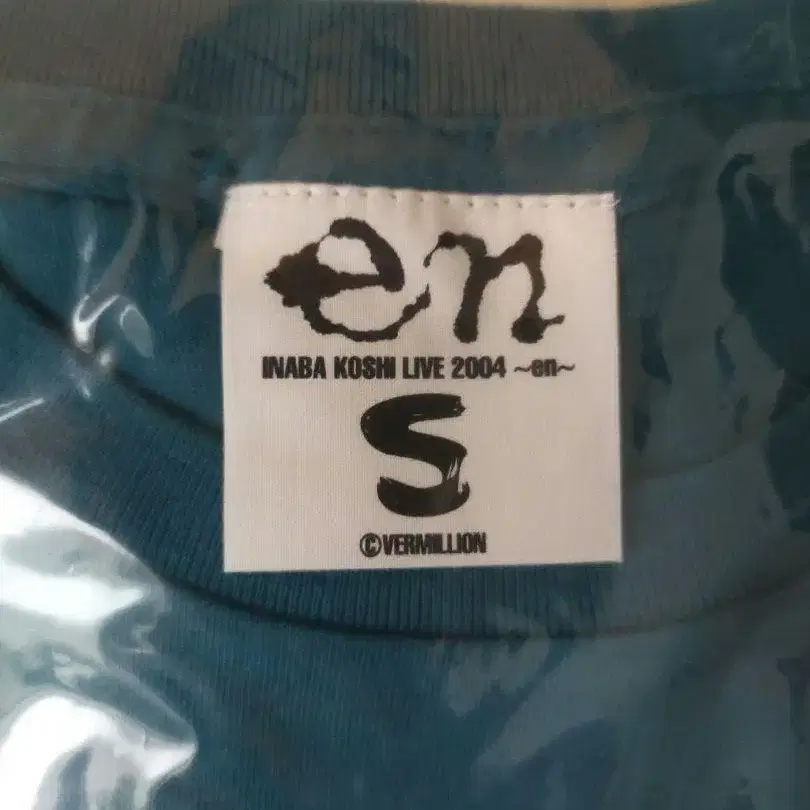 en
INABA KOSHI LIVE 2004 ~en~
S
©VERMILLION